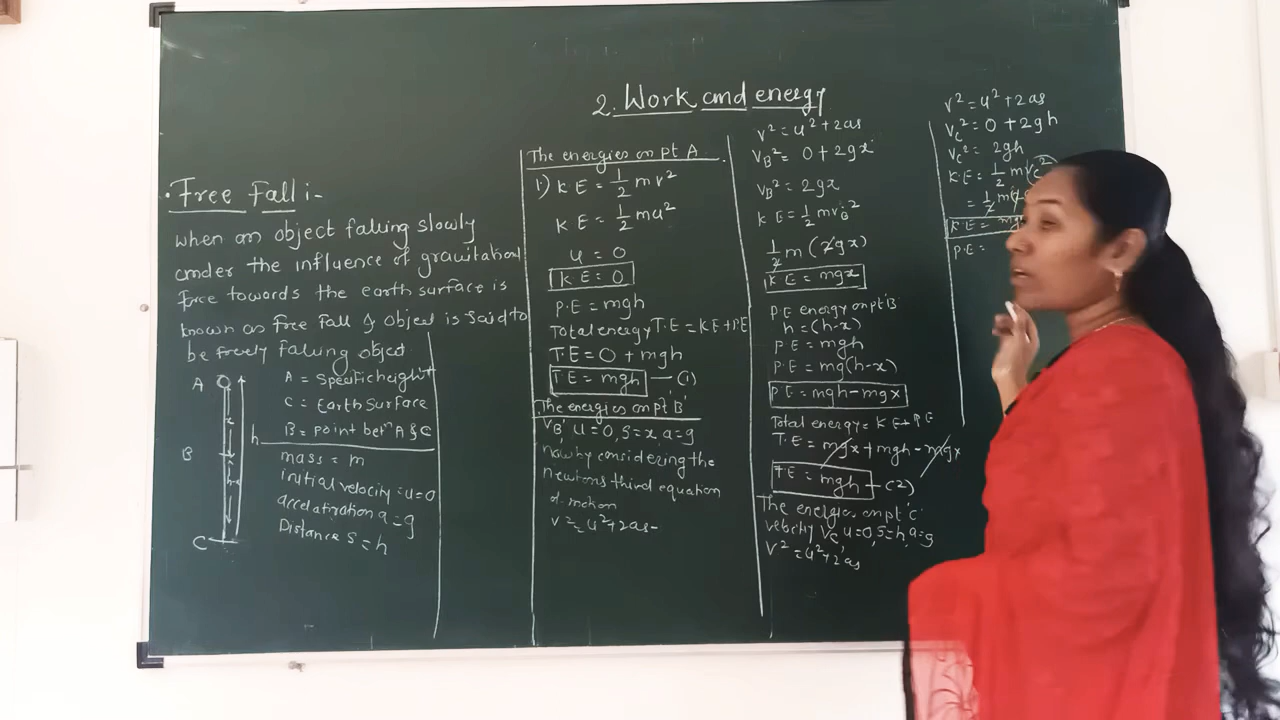 2. Work and energy
• Free Fall :-
when an object falling slowly
under the influence of gravitational
Force towards the earth surface is
known as free fall & object is said to
be freely falling object.
A
B
C
x
h
h-x
A = Specific height
C = Earth Surface
B = point betn A & C
mass = m
initial velocity = u = 0
a = g
Distance S = h
The energies on pt A
1) K E = 1/2 mv²
K E = 1/2 mu²
u = 0
K E = 0
P.E = mgh
Total energy T.E = KE + PE
T.E = 0 + mgh
T.E = mgh — (1)
The energies on pt 'B'
VB, u = 0, S = x, a = g
now by considering the
Newtons third equation
of motion
v² = u² + 2as -
v² = u² + 2as
VB² = 0 + 2gx
VB² = 2gx
K E = 1/2 mvB²
1/2 m (2gx)
K E = mgx
P E energy on pt 'B'
h = (h-x)
P E = mgh
P.E = mg(h-x)
P.E = mgh - mgx
Total energy = K E + P E
T.E = mgx + mgh - mgx
T.E = mgh — (2)
The energies on pt 'C'
velocity Vc, u = 0, S = h, a = g
v² = u² + 2as
v² = u² + 2as
Vc² = 0 + 2gh
Vc² = 2gh
K.E = 1/2 mvc²
= 1/2 m
K E = mg
P.E =